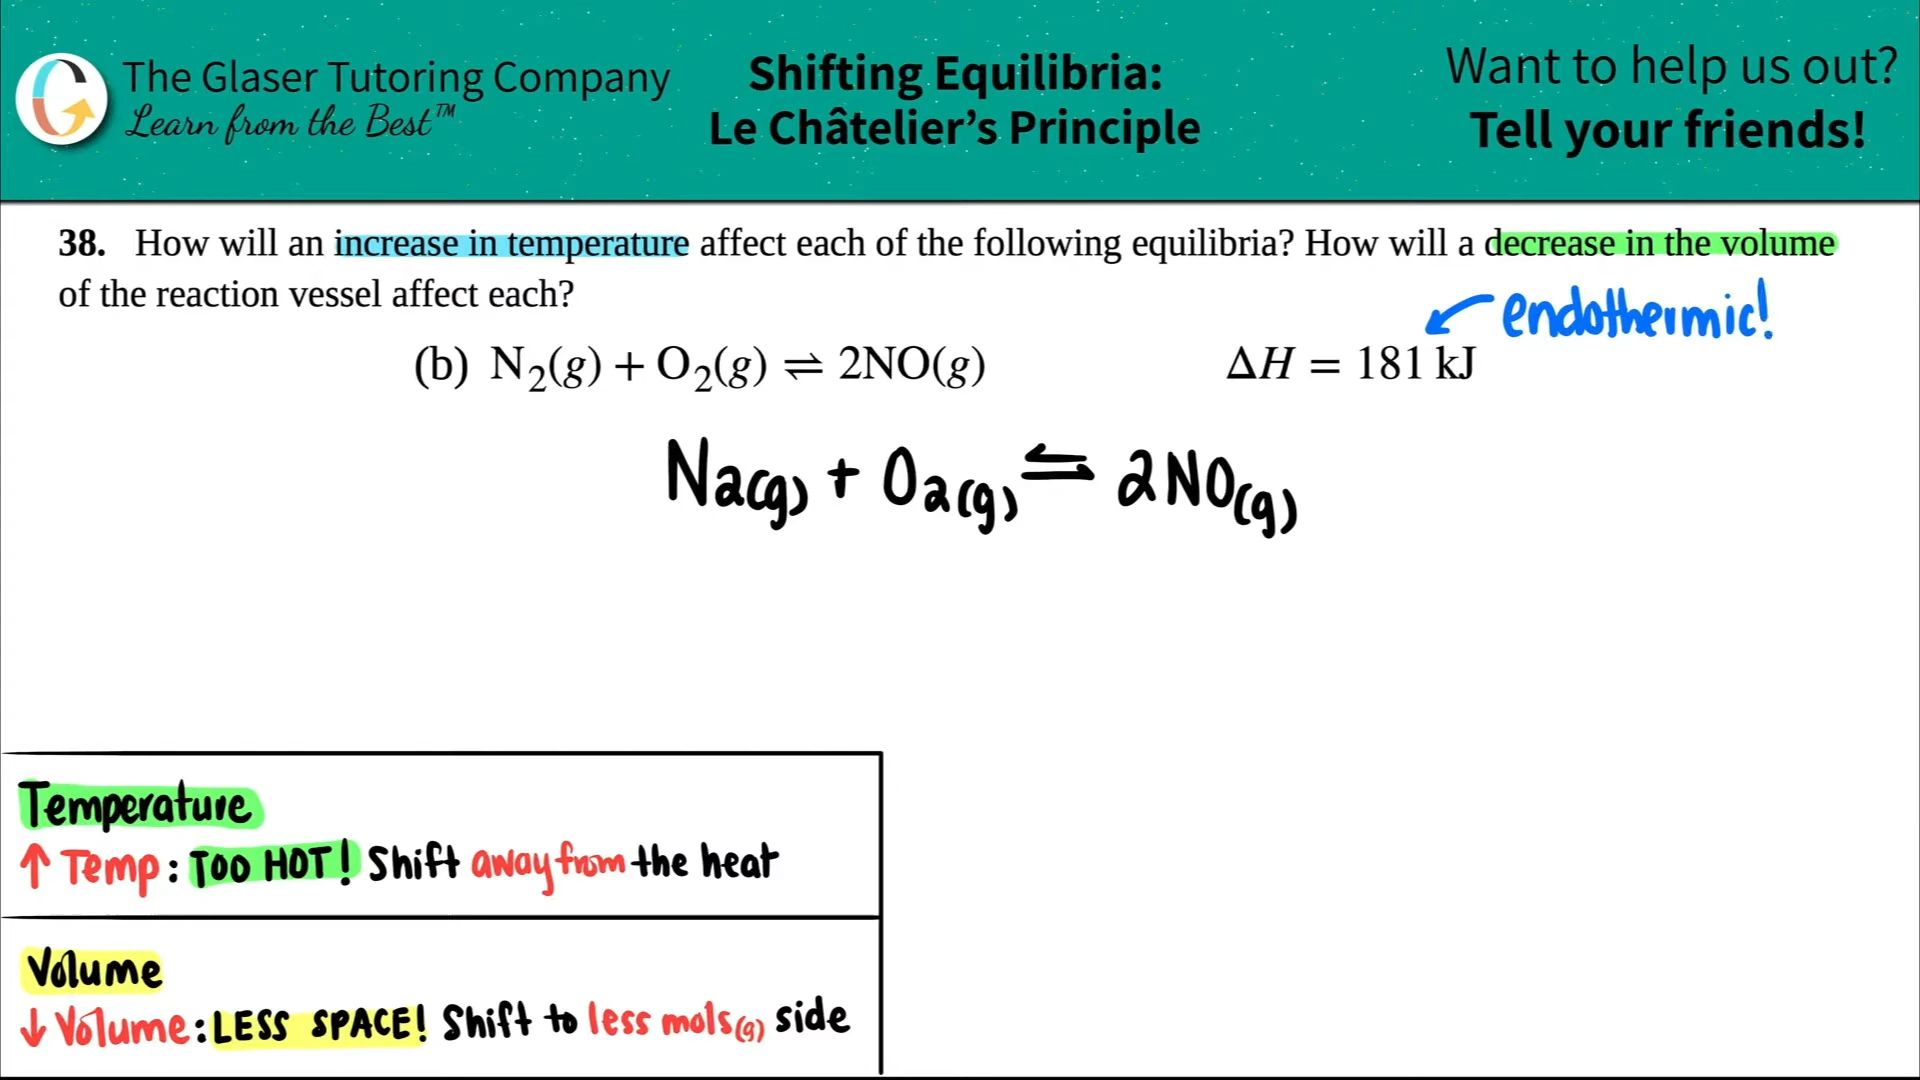 The Glaser Tutoring Company
Learn from the Best™
Shifting Equilibria:
Le Châtelier's Principle
Want to help us out?
Tell your friends!
38. How will an increase in temperature affect each of the following equilibria? How will a decrease in the volume
of the reaction vessel affect each?
endothermic!
(b) N₂(g) + O₂(g) ⇌ 2NO(g) ΔH = 181 kJ
N₂(g) + O₂(g) ⇌ 2NO(g)
Temperature
↑ Temp: TOO HOT! Shift away from the heat
Volume
↓ Volume: LESS SPACE! Shift to less mols(g) side